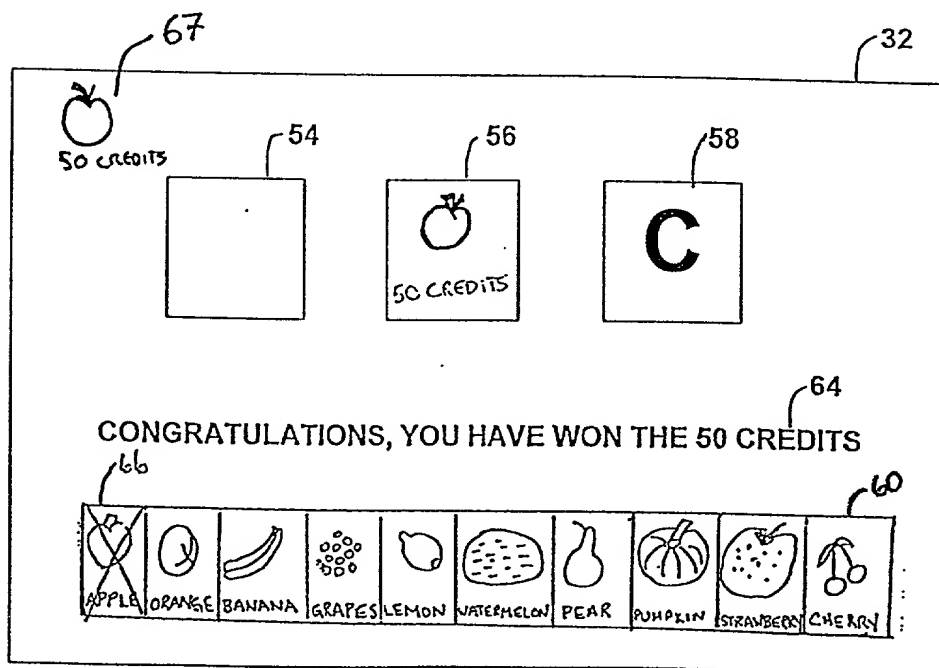 67
32
50 CREDITS
54
56
58
50 CREDITS
C
64
CONGRATULATIONS, YOU HAVE WON THE 50 CREDITS
66
60
APPLE ORANGE BANANA GRAPES LEMON WATERMELON PEAR PUMPKIN STRAWBERRY CHERRY